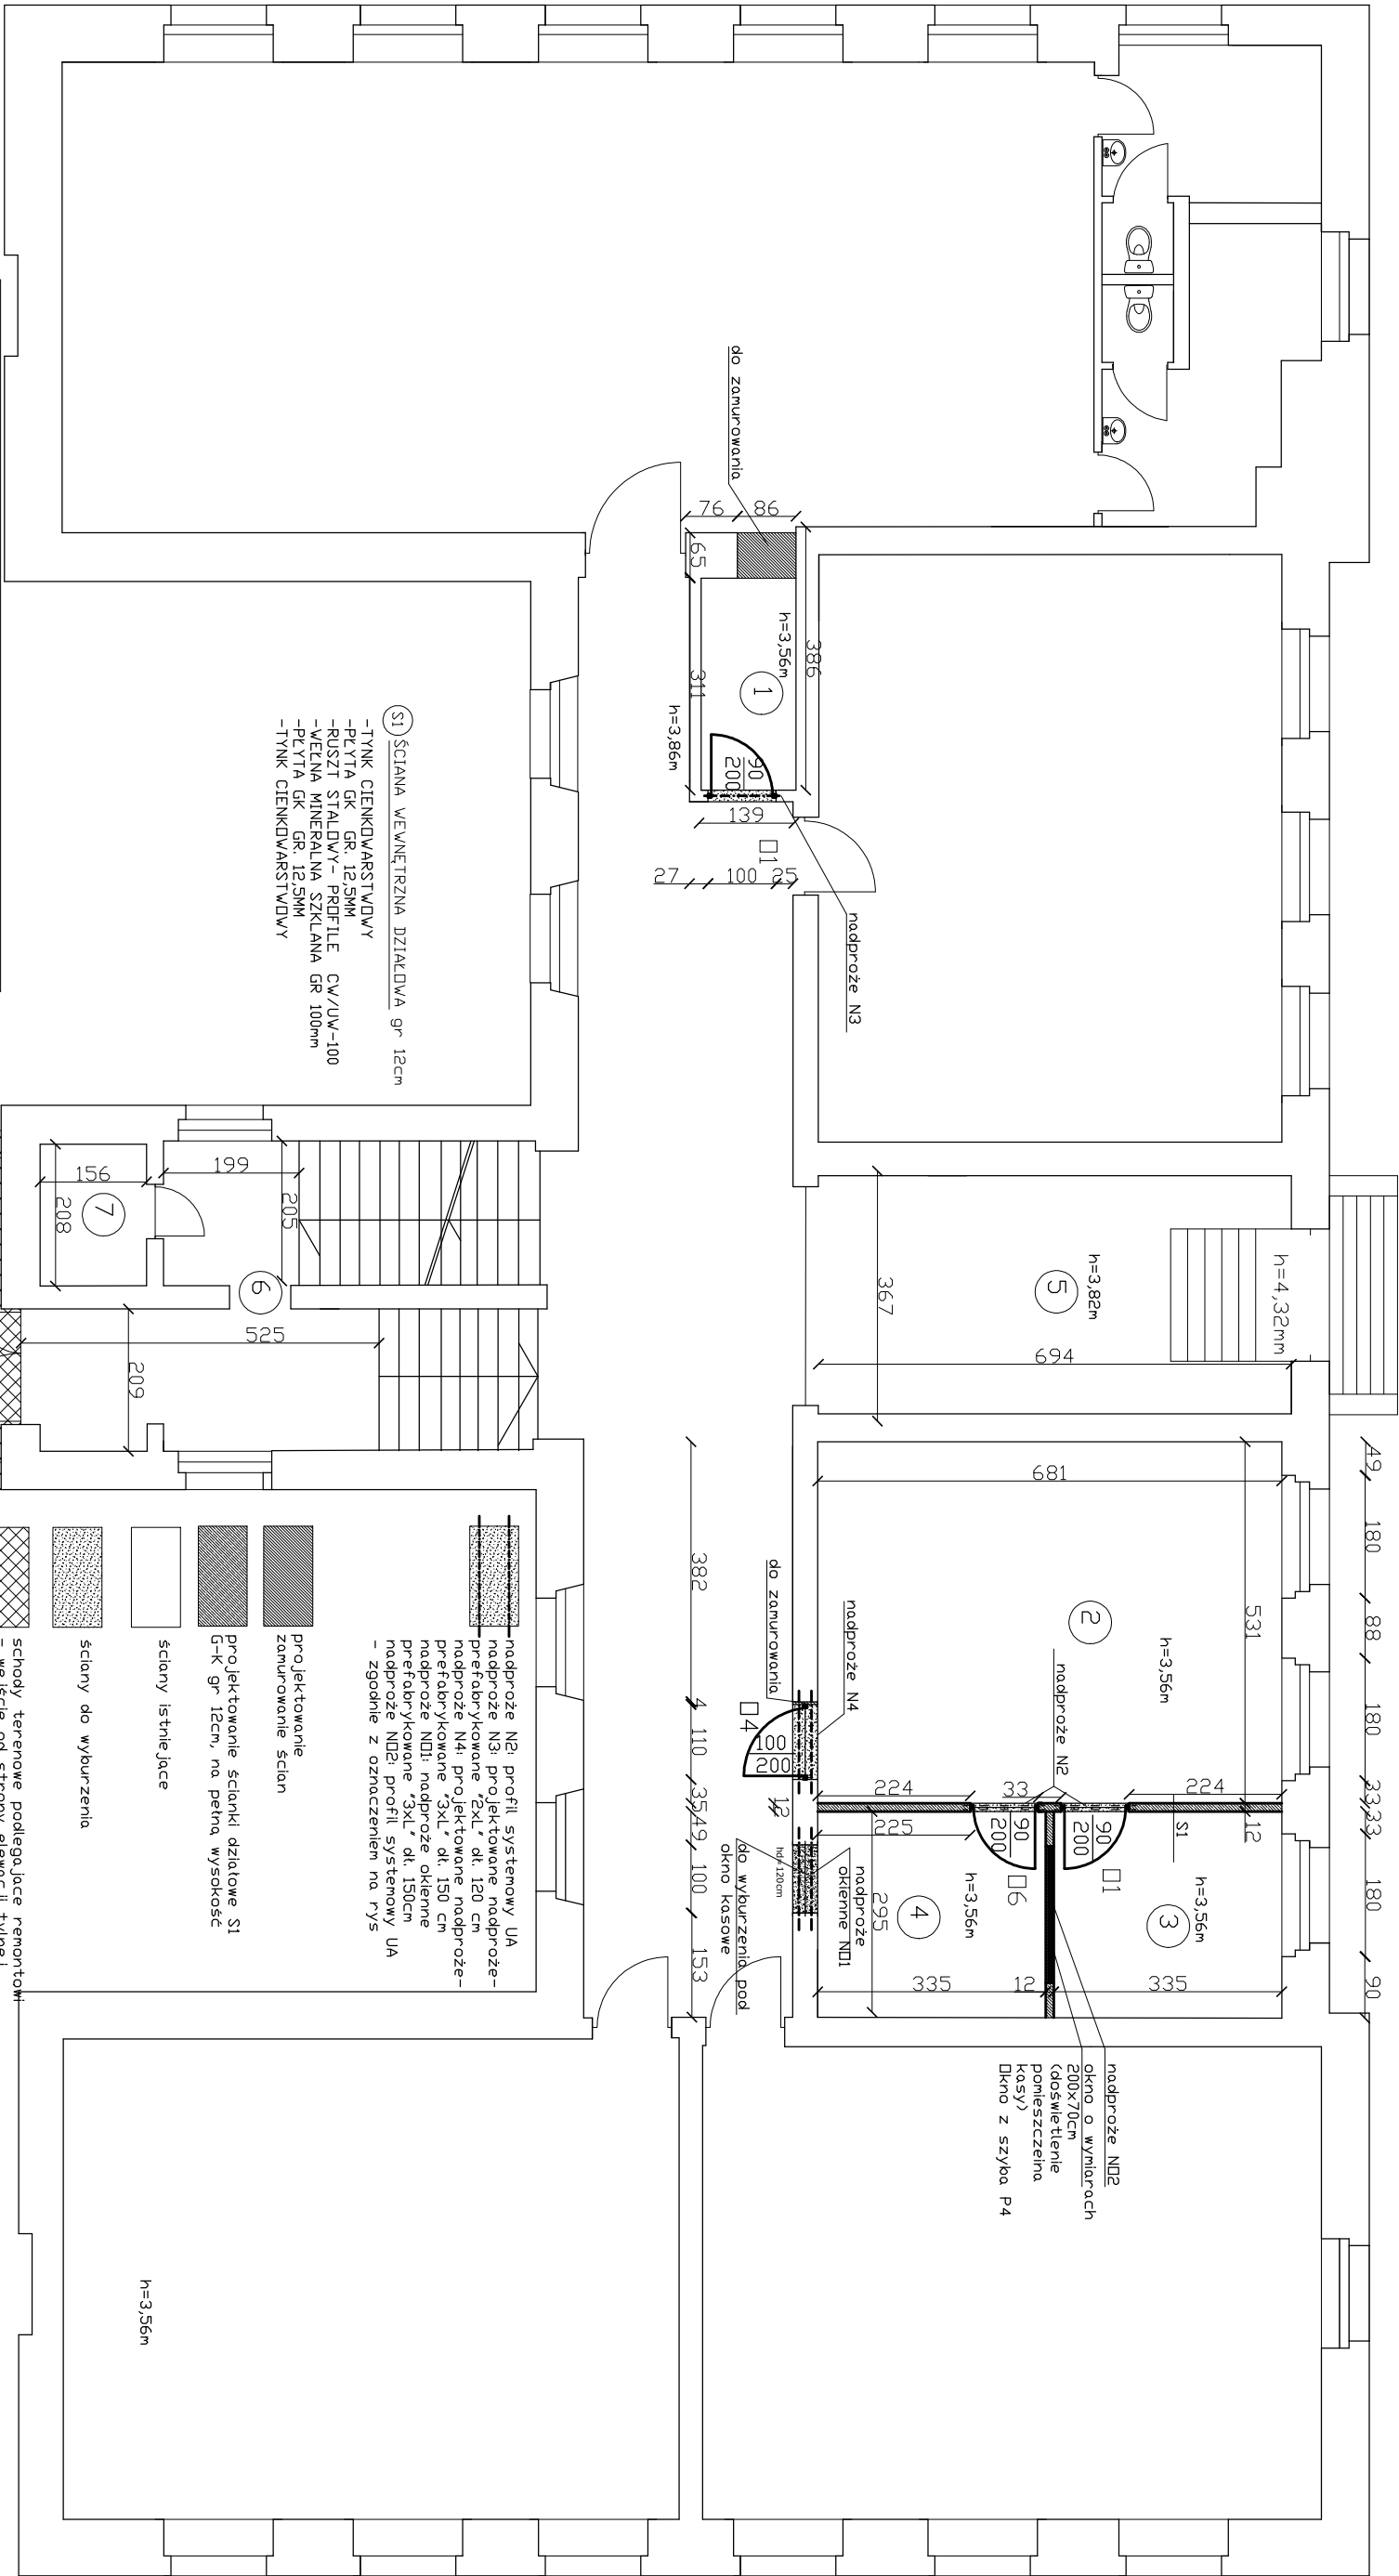 49
180
88
180
33
33
180
90
h=4,32mm
h=3,82m
5
694
367
681
531
2
h=3,56m
nadproże N2
nadproże N4
do zamurowania
382
4
110
35
49
100
153
12
□4
100
200
224
33
224
225
S1
12
90
200
□1
90
200
□6
h=3,56m
3
h=3,56m
4
295
335
12
335
nadproże
okienne N□1
hd=120cm
do wyburzenia pod
okno kasowe
nadproże N□2
okno o wymiarach
200x70cm
(doświetlenie
pomieszczeina
kasy)
□kno z szyba P4
do zamurowania
76
86
65
386
h=3,56m
1
311
h=3,86m
90
200
139
□1
27
100
25
nadproże N3
S1
ŚCIANA WEWNĘTRZNA DZIAŁ□WA gr 12cm
-TYNK CIENK□WARSTW□WY
-PŁYTA GK GR. 12,5MM
-RUSZT STAL□WY- PR□FILE CW/UW-100
-WEŁNA MINERALNA SZKLANA GR 100mm
-PŁYTA GK GR. 12,5MM
-TYNK CIENK□WARSTW□WY
156
199
205
208
7
6
525
209
nadproże N2: profil systemowy UA
nadproże N3: projektowane nadproże-
prefabrykowane "2xL" dł. 120 cm
nadproże N4: projektowane nadproże-
prefabrykowane "3xL" dł. 150 cm
nadproże N□1: nadproże okienne
prefabrykowane "3xL" dł. 150cm
nadproże N□2: profil systemowy UA
- zgodnie z oznaczeniem na rys
projektowanie
zamurowanie ścian
projektowanie ścianki działowe S1
G-K gr 12cm, na pełną wysokość
ściany istniejące
ściany do wyburzenia
schody terenowe podlegające remontowi
- wejście od strony elewacji tylnej
h=3,56m